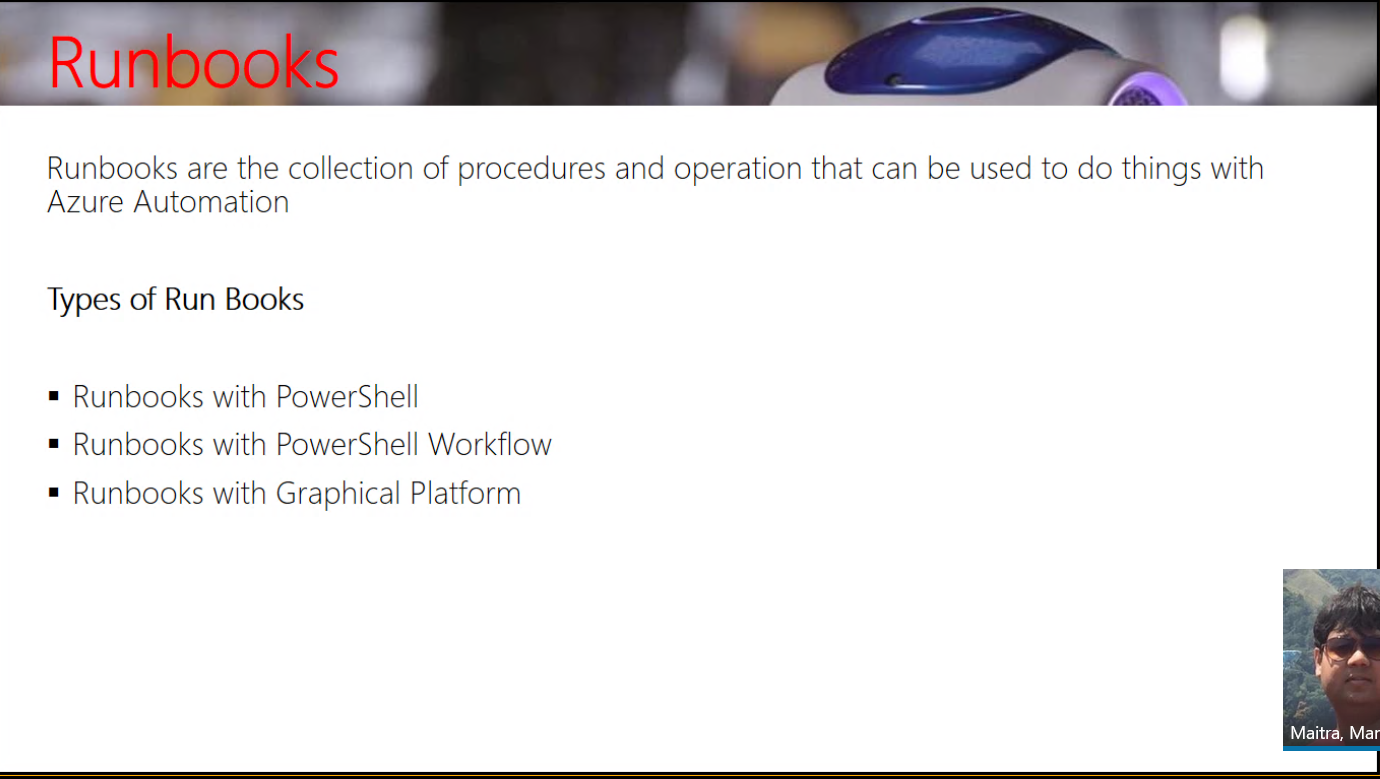 Runbooks
Runbooks are the collection of procedures and operation that can be used to do things with
Azure Automation
Types of Run Books
▪ Runbooks with PowerShell
▪ Runbooks with PowerShell Workflow
▪ Runbooks with Graphical Platform
Maitra, Mar